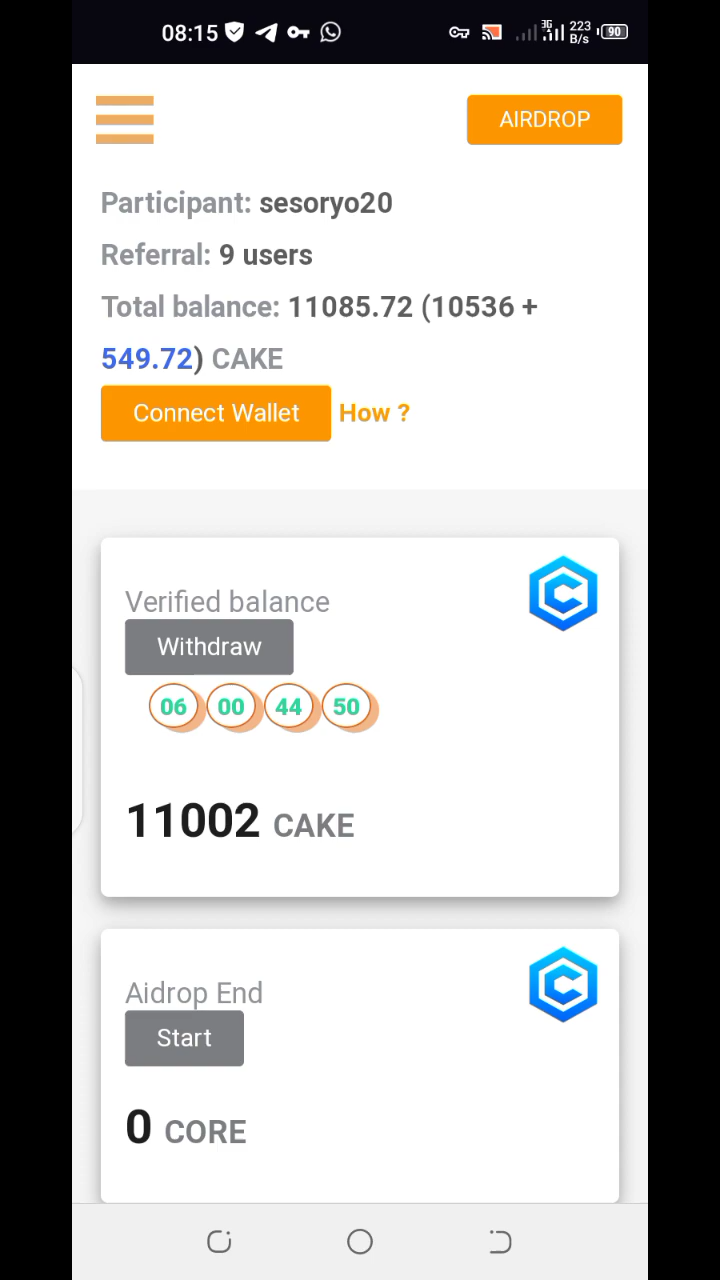 08:15 3G 223 B/s 90
AIRDROP
Participant: sesoryo20
Referral: 9 users
Total balance: 11085.72 (10536 +
549.72) CAKE
Connect Wallet How ?
Verified balance
Withdraw
06 00 44 50
11002 CAKE
Aidrop End
Start
0 CORE